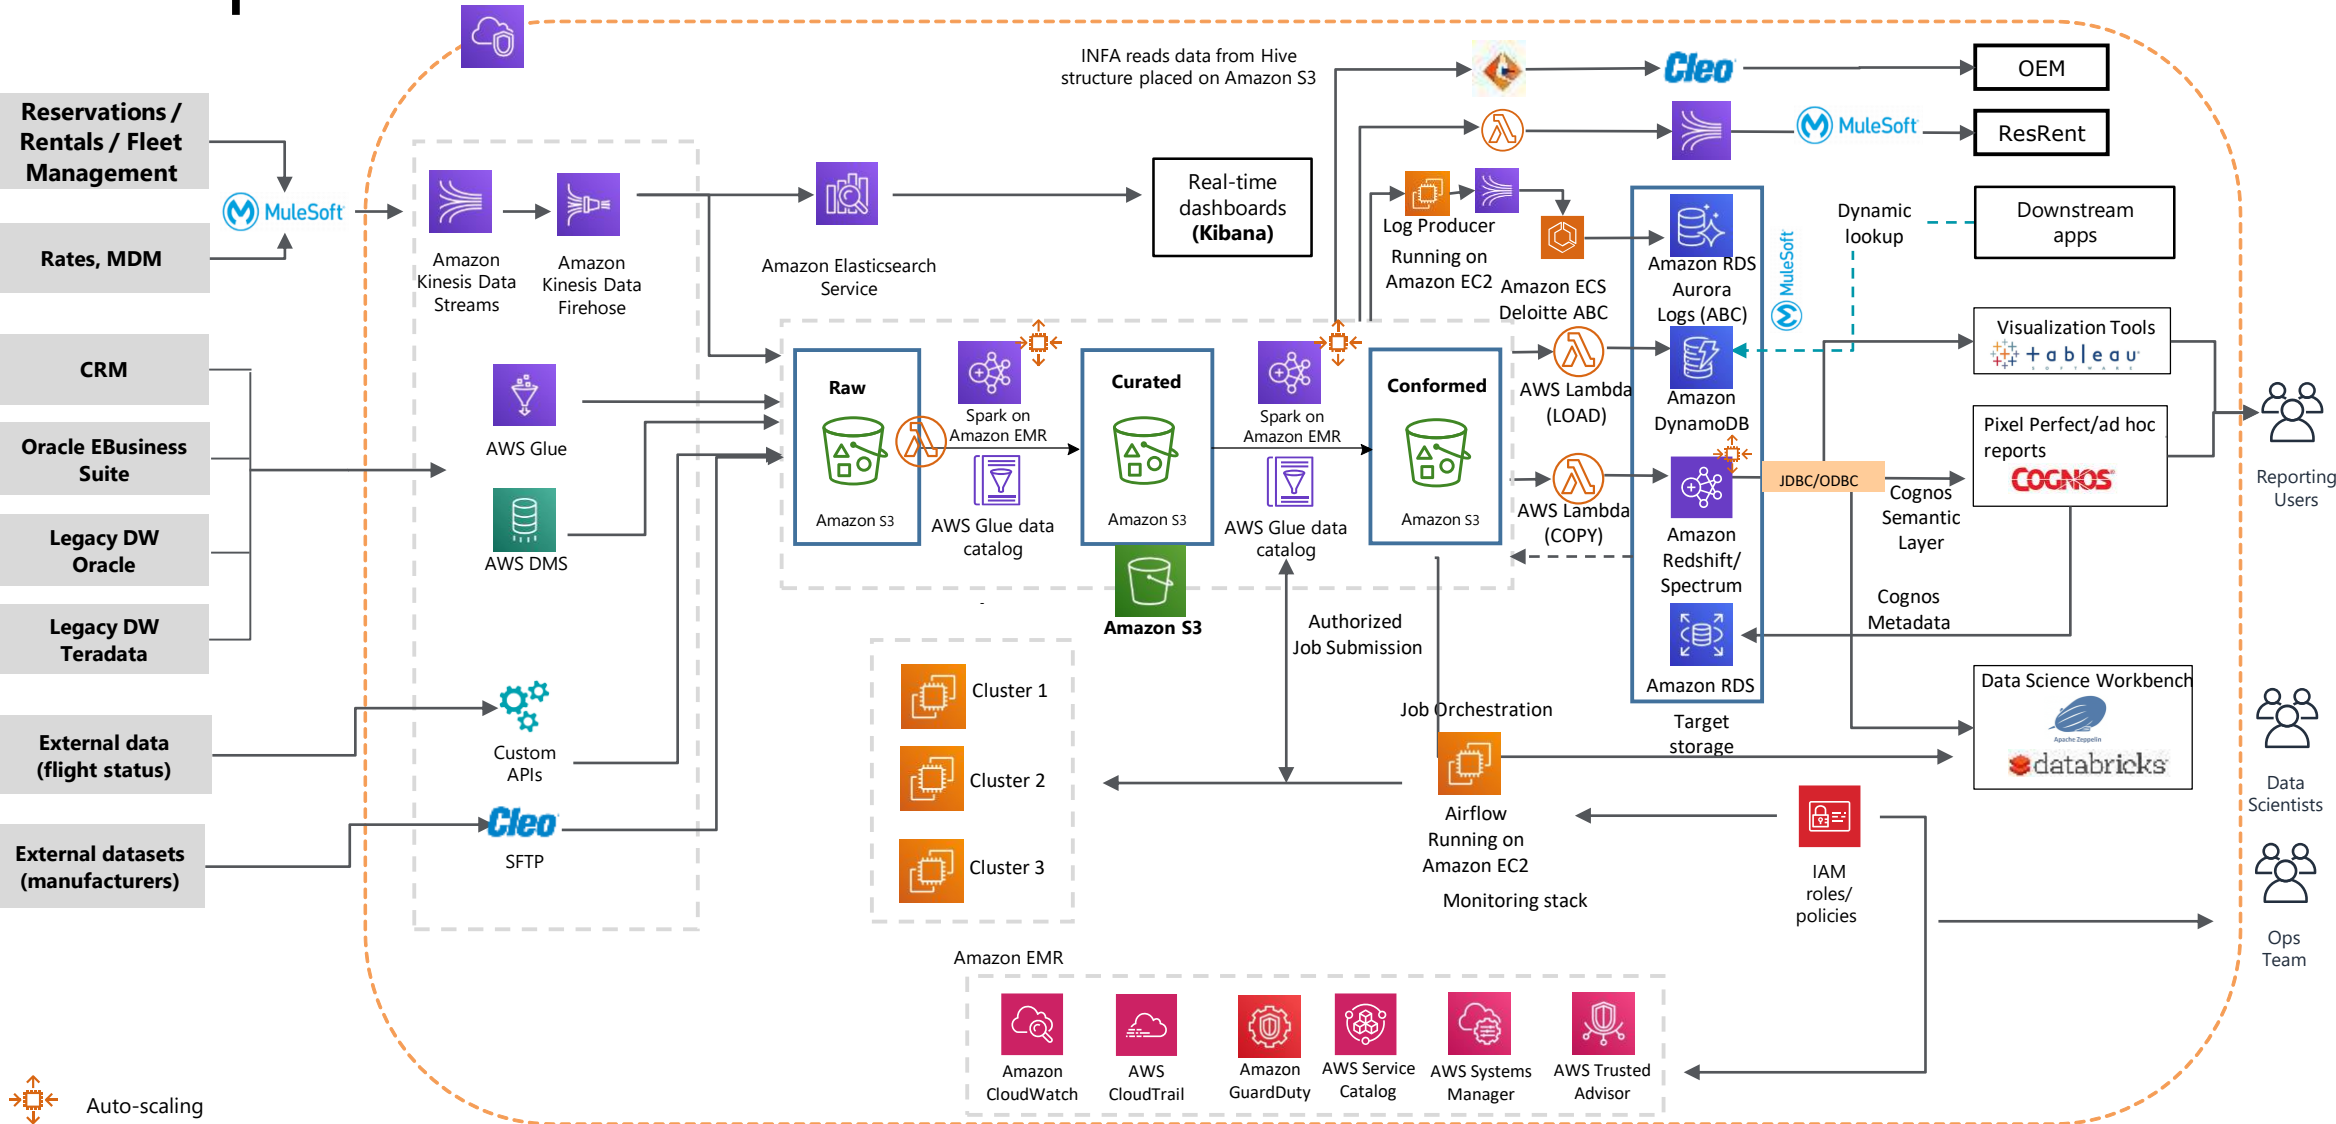 INFA reads data from Hive
structure placed on Amazon S3
Cleo
OEM
MuleSoft
ResRent
Reservations /
Rentals / Fleet
Management
MuleSoft
Rates, MDM
CRM
Oracle EBusiness
Suite
Legacy DW
Oracle
Legacy DW
Teradata
External data
(flight status)
External datasets
(manufacturers)
Amazon
Kinesis Data
Streams
Amazon
Kinesis Data
Firehose
AWS Glue
AWS DMS
Custom
APIs
Cleo
SFTP
Amazon Elasticsearch
Service
Real-time
dashboards
(Kibana)
Log Producer
Running on
Amazon EC2
Amazon ECS
Deloitte ABC
Amazon RDS
Aurora
Logs (ABC)
MuleSoft
Dynamic
lookup
Downstream
apps
Raw
Amazon S3
Spark on
Amazon EMR
AWS Glue data
catalog
Curated
Amazon S3
Amazon S3
Spark on
Amazon EMR
AWS Glue data
catalog
Conformed
Amazon S3
AWS Lambda
(LOAD)
AWS Lambda
(COPY)
Amazon
DynamoDB
Amazon
Redshift/
Spectrum
Amazon RDS
Target
storage
JDBC/ODBC
Visualization Tools
+ableau
SOFTWARE
Pixel Perfect/ad hoc
reports
COGNOS
Cognos
Semantic
Layer
Cognos
Metadata
Data Science Workbench
Apache Zeppelin
databricks
Reporting
Users
Data
Scientists
Ops
Team
Authorized
Job Submission
Cluster 1
Cluster 2
Cluster 3
Amazon EMR
Job Orchestration
Airflow
Running on
Amazon EC2
Monitoring stack
IAM
roles/
policies
Amazon
CloudWatch
AWS
CloudTrail
Amazon
GuardDuty
AWS Service
Catalog
AWS Systems
Manager
AWS Trusted
Advisor
Auto-scaling